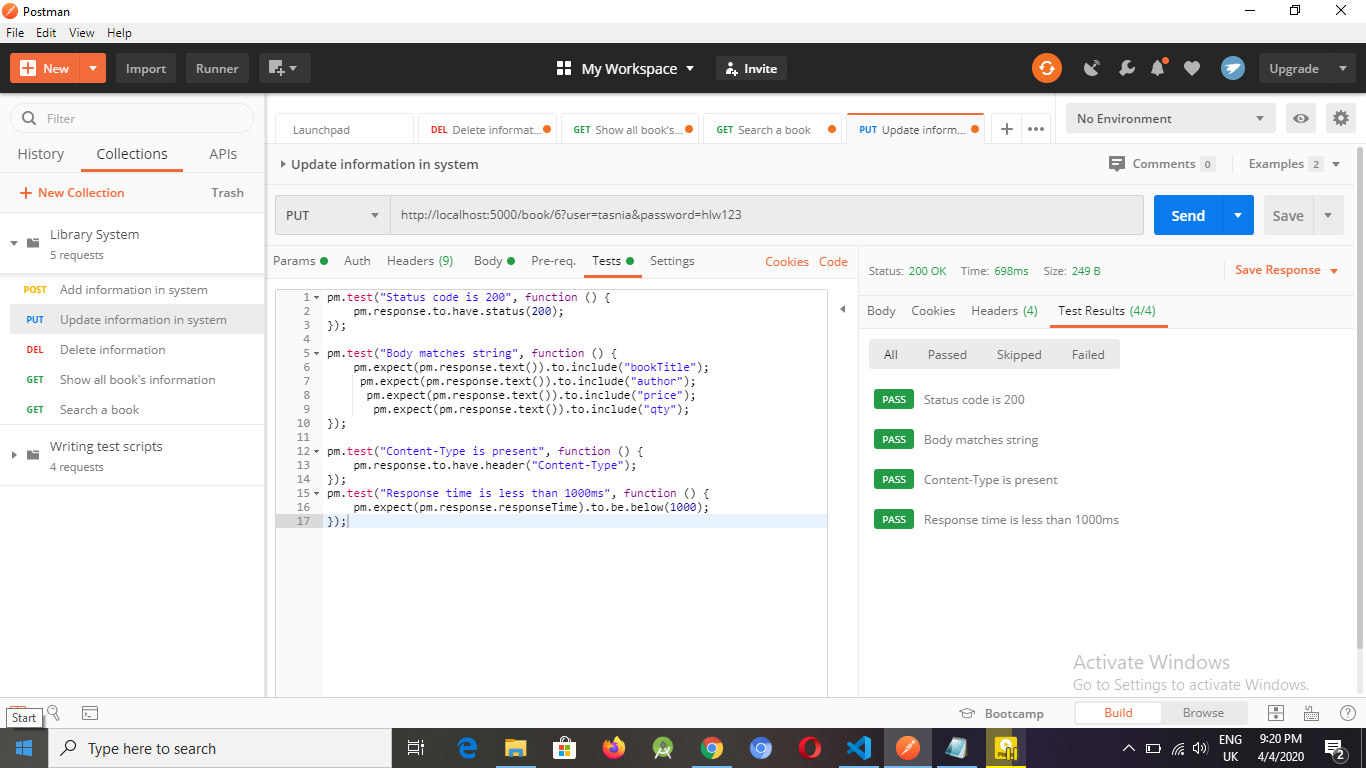 Postman
File Edit View Help
New Import Runner My Workspace Invite Upgrade
Filter
History Collections APIs
New Collection Trash
Library System
5 requests
POST Add information in system
PUT Update information in system
DEL Delete information
GET Show all book's information
GET Search a book
Writing test scripts
4 requests
Launchpad DEL Delete informat... GET Show all book's... GET Search a book PUT Update inform... No Environment
Update information in system Comments 0 Examples 2
PUT http://localhost:5000/book/6?user=tasnia&password=hlw123 Send Save
Params Auth Headers (9) Body Pre-req. Tests Settings Cookies Code
1 pm.test("Status code is 200", function () {
2 pm.response.to.have.status(200);
3 });
4
5 pm.test("Body matches string", function () {
6 pm.expect(pm.response.text()).to.include("bookTitle");
7 pm.expect(pm.response.text()).to.include("author");
8 pm.expect(pm.response.text()).to.include("price");
9 pm.expect(pm.response.text()).to.include("qty");
10 });
11
12 pm.test("Content-Type is present", function () {
13 pm.response.to.have.header("Content-Type");
14 });
15 pm.test("Response time is less than 1000ms", function () {
16 pm.expect(pm.response.responseTime).to.be.below(1000);
17 });
Status: 200 OK Time: 698ms Size: 249 B Save Response
Body Cookies Headers (4) Test Results (4/4)
All Passed Skipped Failed
PASS Status code is 200
PASS Body matches string
PASS Content-Type is present
PASS Response time is less than 1000ms
Activate Windows
Go to Settings to activate Windows.
Start
Bootcamp Build Browse
Type here to search
ENG
UK
9:20 PM
4/4/2020
2